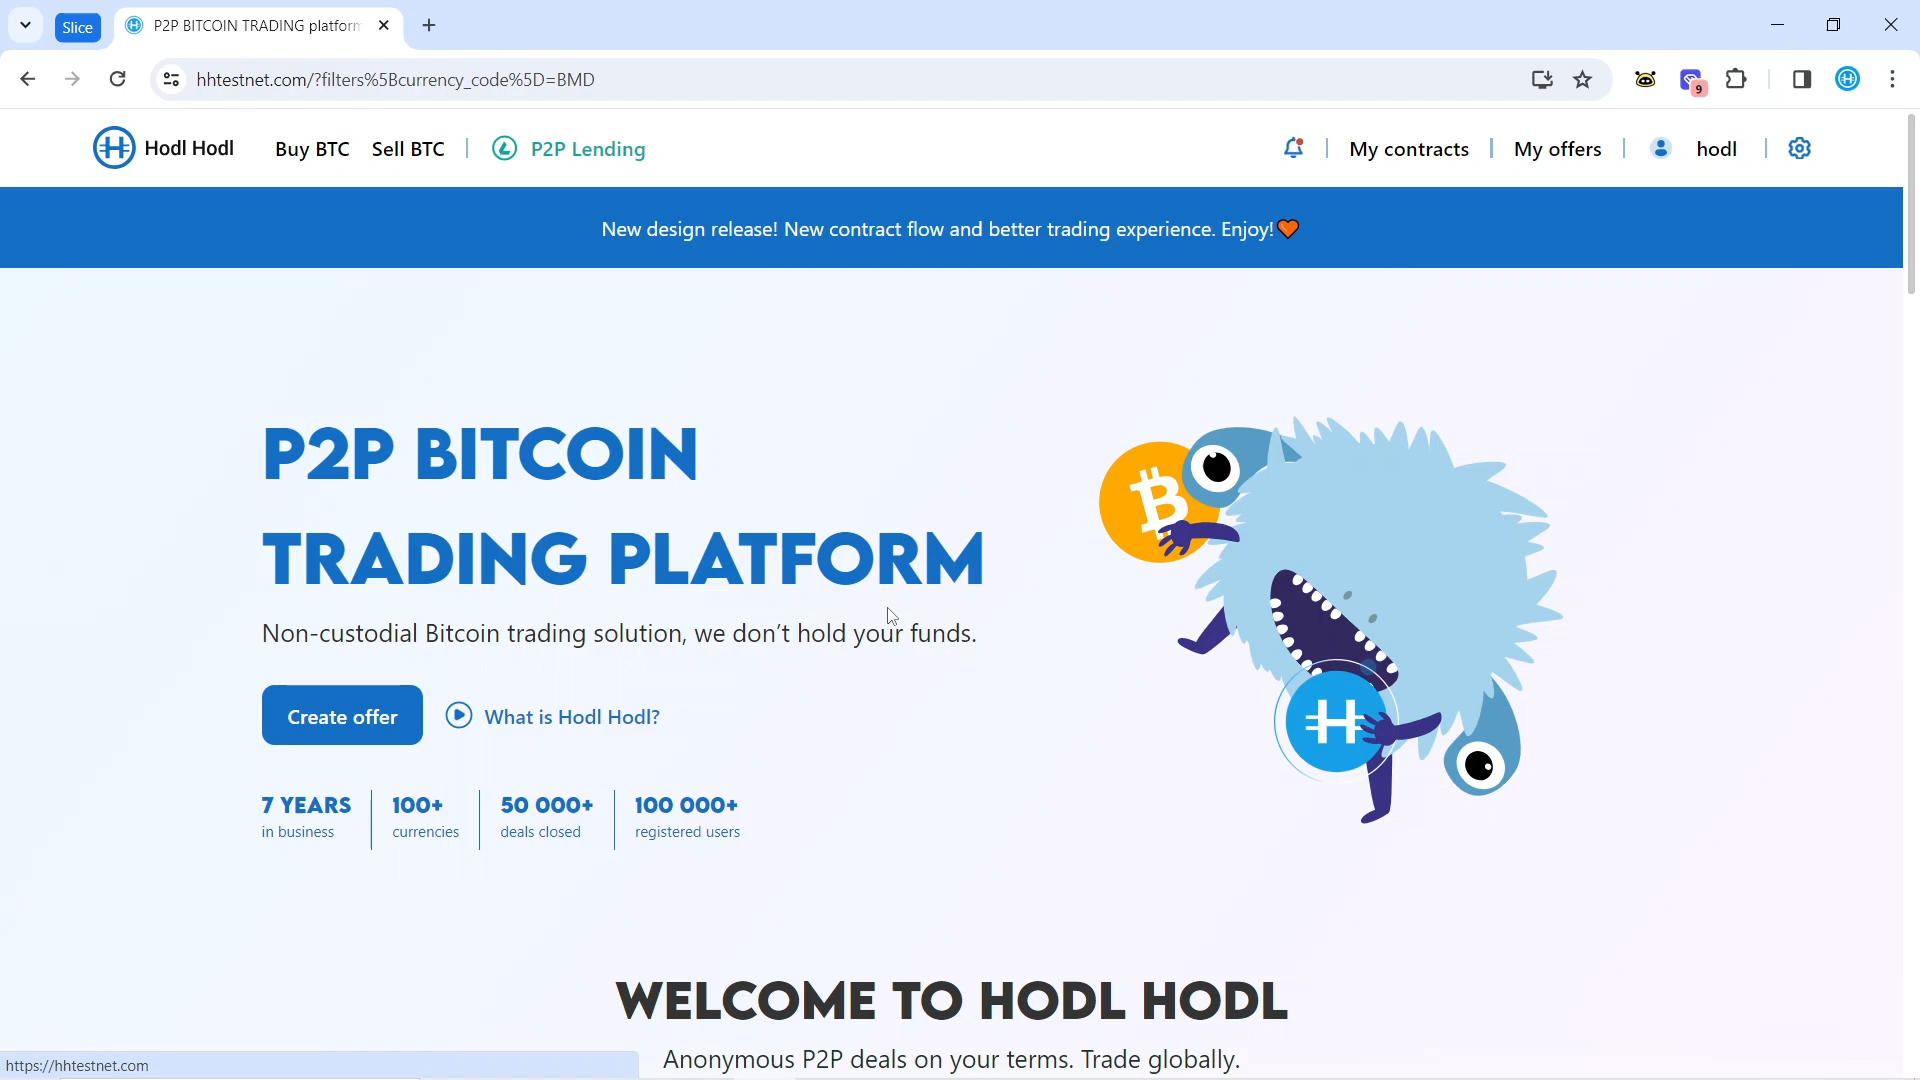 Slice
P2P BITCOIN TRADING platform
hhtestnet.com/?filters%5Bcurrency_code%5D=BMD
9
Hodl Hodl
Buy BTC
Sell BTC
P2P Lending
My contracts
My offers
hodl
New design release! New contract flow and better trading experience. Enjoy!🧡
P2P BITCOIN
TRADING PLATFORM
Non-custodial Bitcoin trading solution, we don’t hold your funds.
Create offer
What is Hodl Hodl?
7 YEARS
in business
100+
currencies
50 000+
deals closed
100 000+
registered users
WELCOME TO HODL HODL
Anonymous P2P deals on your terms. Trade globally.
https://hhtestnet.com